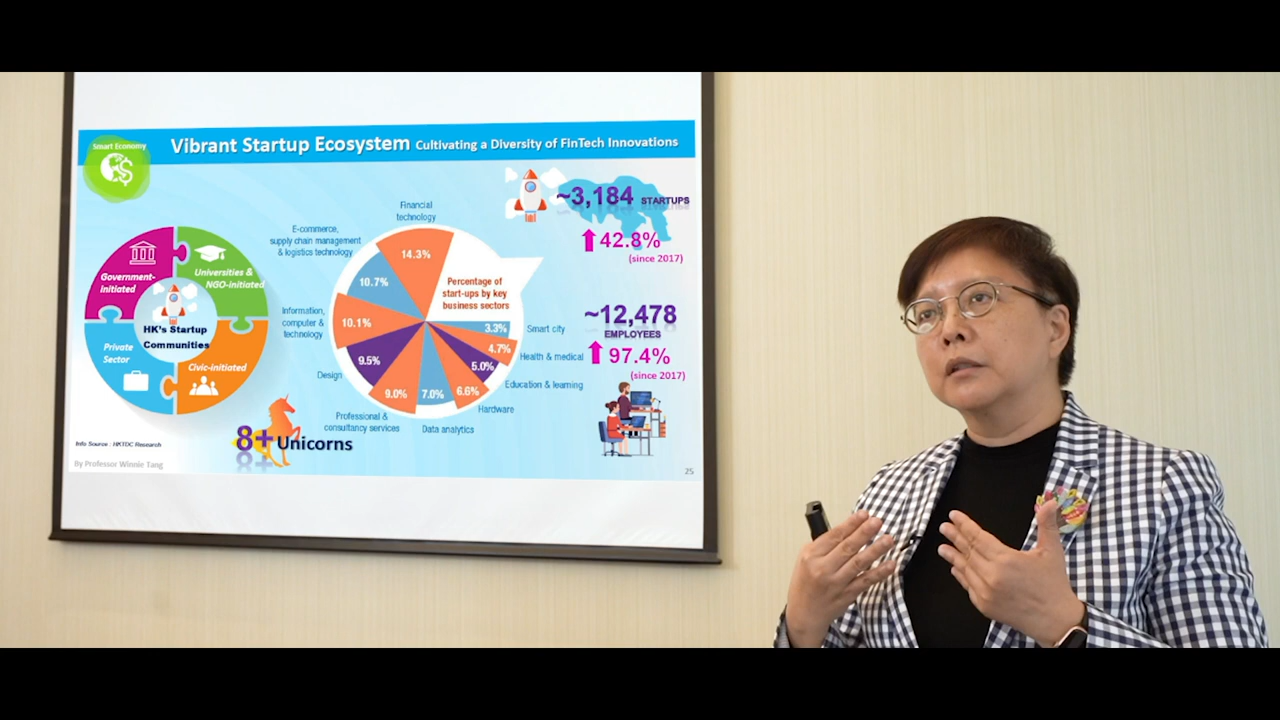 Smart Economy
Vibrant Startup Ecosystem Cultivating a Diversity of FinTech Innovations
Government-
Initiated
Universities &
NGO-initiated
HK's Startup
Communities
Private
Sector
Civic-initiated
8+ Unicorns
Info Source : HKTDC Research
By Professor Winnie Tang
Financial
technology
E-commerce,
supply chain management
& logistics technology
Information,
computer &
technology
Design
Professional &
consultancy services
Data analytics
Hardware
Education & learning
Health & medical
Smart city
14.3%
10.7%
10.1%
9.5%
9.0%
7.0%
6.6%
5.0%
4.7%
3.3%
Percentage of
start-ups by key
business sectors
~3,184 STARTUPS
42.8%
(since 2017)
~12,478
EMPLOYEES
97.4%
(since 2017)
25